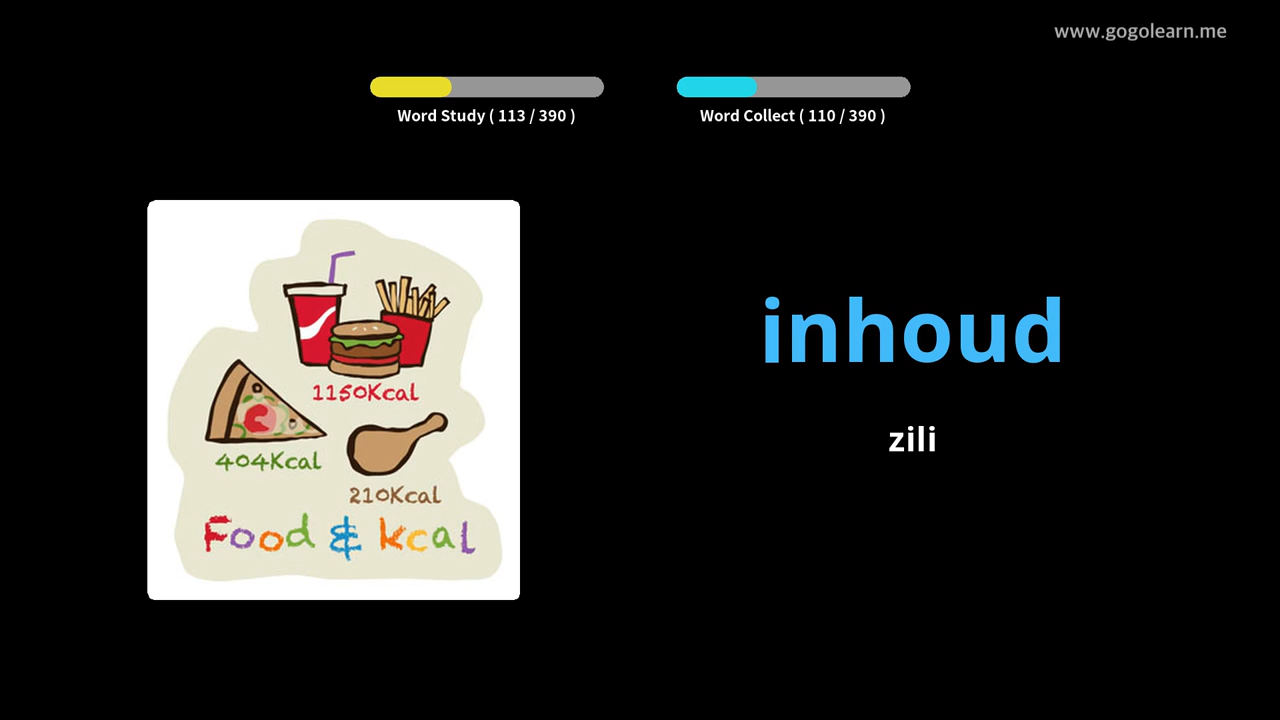 www.gogolearn.me
Word Study ( 113 / 390 )
Word Collect ( 110 / 390 )
1150Kcal
404Kcal
210Kcal
Food & kcal
inhoud
zili